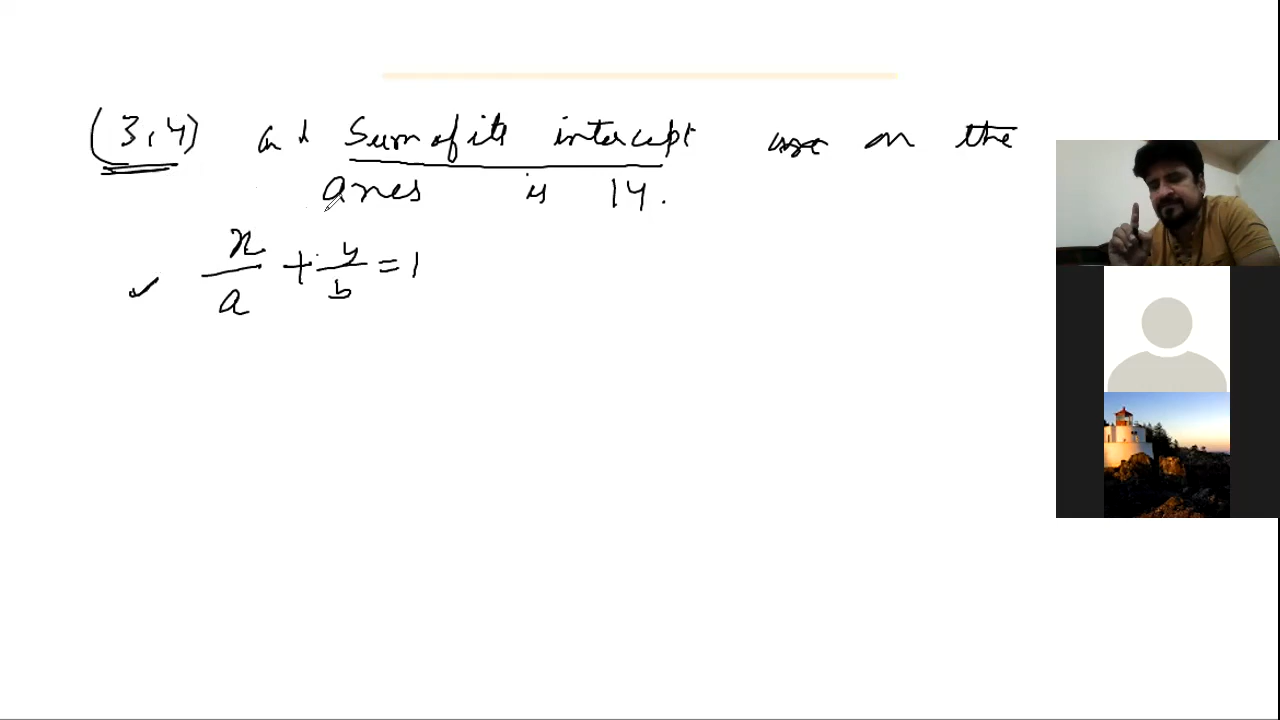 (3,4) and Sum of its intercept on the
axes is 14.
x/a + y/b = 1